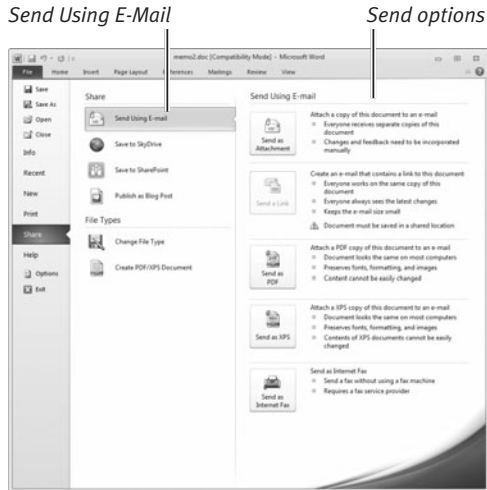 Send Using E-Mail
Send options
memo2.doc [Compatibility Mode] - Microsoft Word
File Home Insert Page Layout References Mailings Review View
Save
Save As
Open
Close
Info
Recent
New
Print
Share
Help
Options
Exit
Share
Send Using E-mail
Save to SkyDrive
Save to SharePoint
Publish as Blog Post
File Types
Change File Type
Create PDF/XPS Document
Send Using E-mail
Send as
Attachment
Attach a copy of this document to an e-mail
Everyone receives separate copies of this
document
Changes and feedback need to be incorporated
manually
Send a Link
Create an e-mail that contains a link to this document
Everyone works on the same copy of this
document
Everyone always sees the latest changes
Keeps the e-mail size small
Document must be saved in a shared location
Send as
PDF
Attach a PDF copy of this document to an e-mail
Document looks the same on most computers
Preserves fonts, formatting, and images
Content cannot be easily changed
Send as XPS
Attach a XPS copy of this document to an e-mail
Document looks the same on most computers
Preserves fonts, formatting, and images
Contents of XPS documents cannot be easily
changed
Send as
Internet Fax
Send as Internet Fax
Send a fax without using a fax machine
Requires a fax service provider